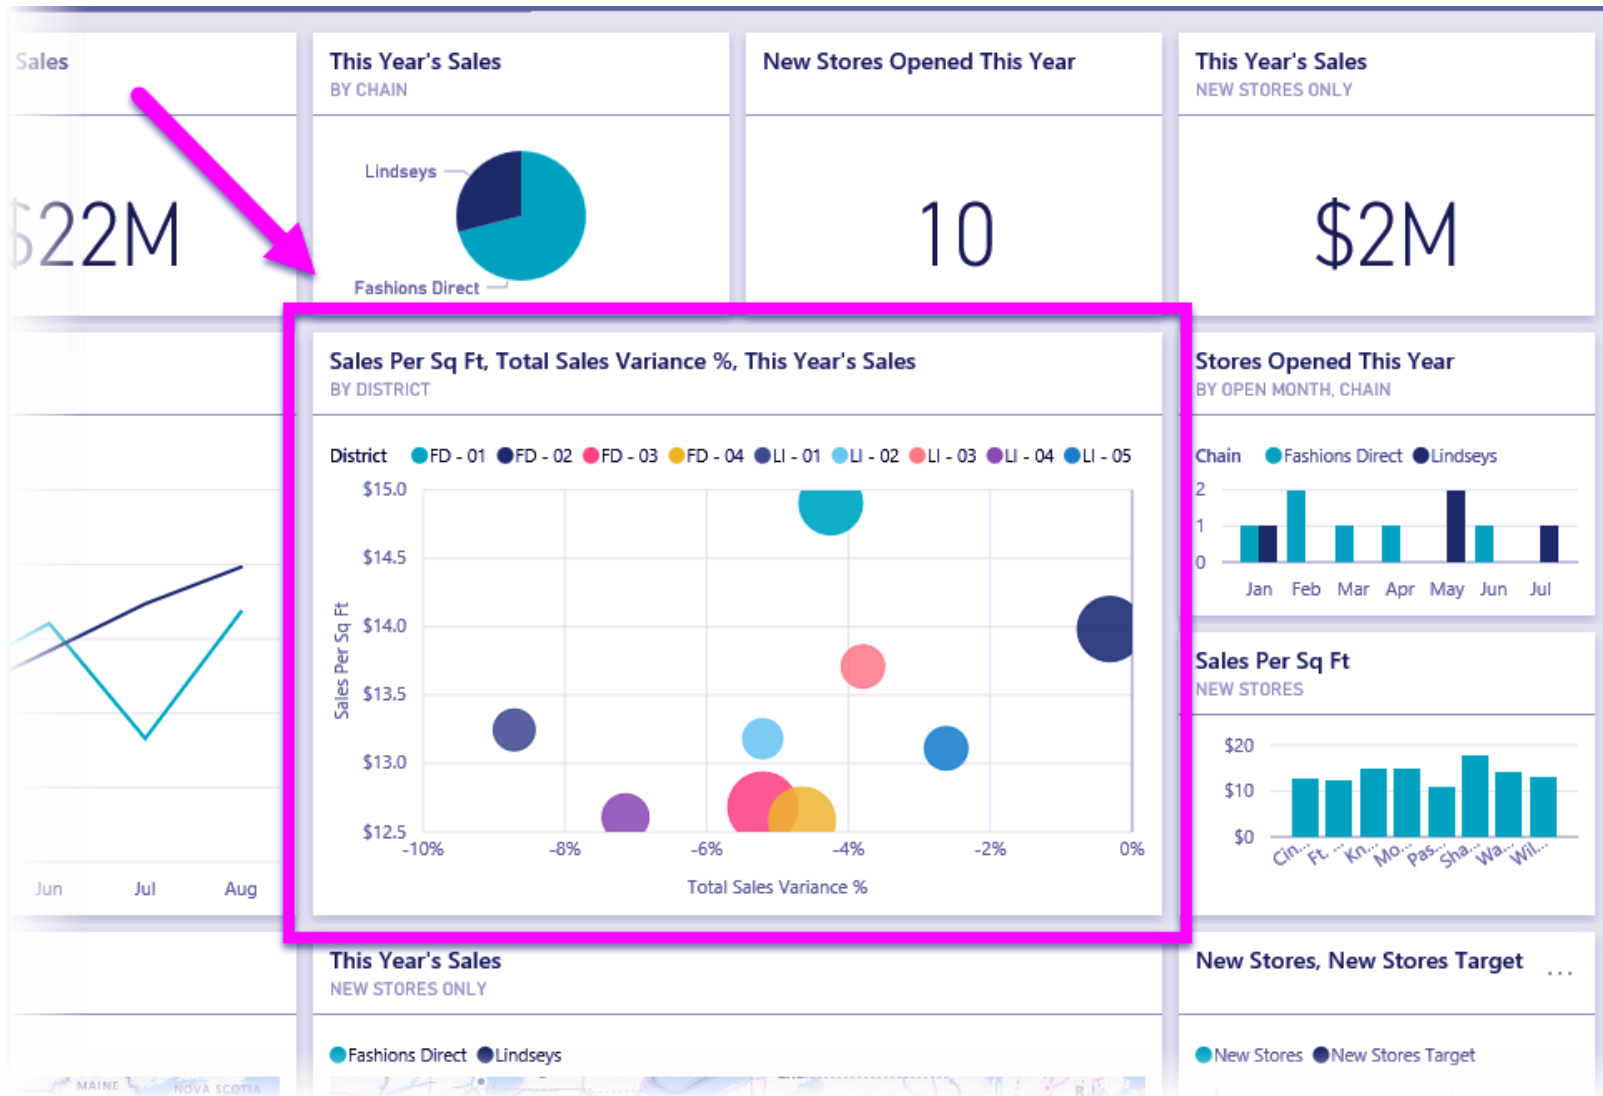 Sales
$22M
Jun Jul Aug
MAINE NOVA SCOTIA
This Year's Sales
BY CHAIN
Lindseys
Fashions Direct
New Stores Opened This Year
10
This Year's Sales
NEW STORES ONLY
$2M
Sales Per Sq Ft, Total Sales Variance %, This Year's Sales
BY DISTRICT
District FD - 01 FD - 02 FD - 03 FD - 04 LI - 01 LI - 02 LI - 03 LI - 04 LI - 05
$15.0
$14.5
$14.0
$13.5
$13.0
$12.5
Sales Per Sq Ft
-10% -8% -6% -4% -2% 0%
Total Sales Variance %
Stores Opened This Year
BY OPEN MONTH, CHAIN
Chain Fashions Direct Lindseys
2
1
0
Jan Feb Mar Apr May Jun Jul
Sales Per Sq Ft
NEW STORES
$20
$10
$0
Cin... Ft. ... Kn... Mo... Pas... Sha... Wa... Wil...
This Year's Sales
NEW STORES ONLY
Fashions Direct Lindseys
R.I.
New Stores, New Stores Target ...
New Stores New Stores Target